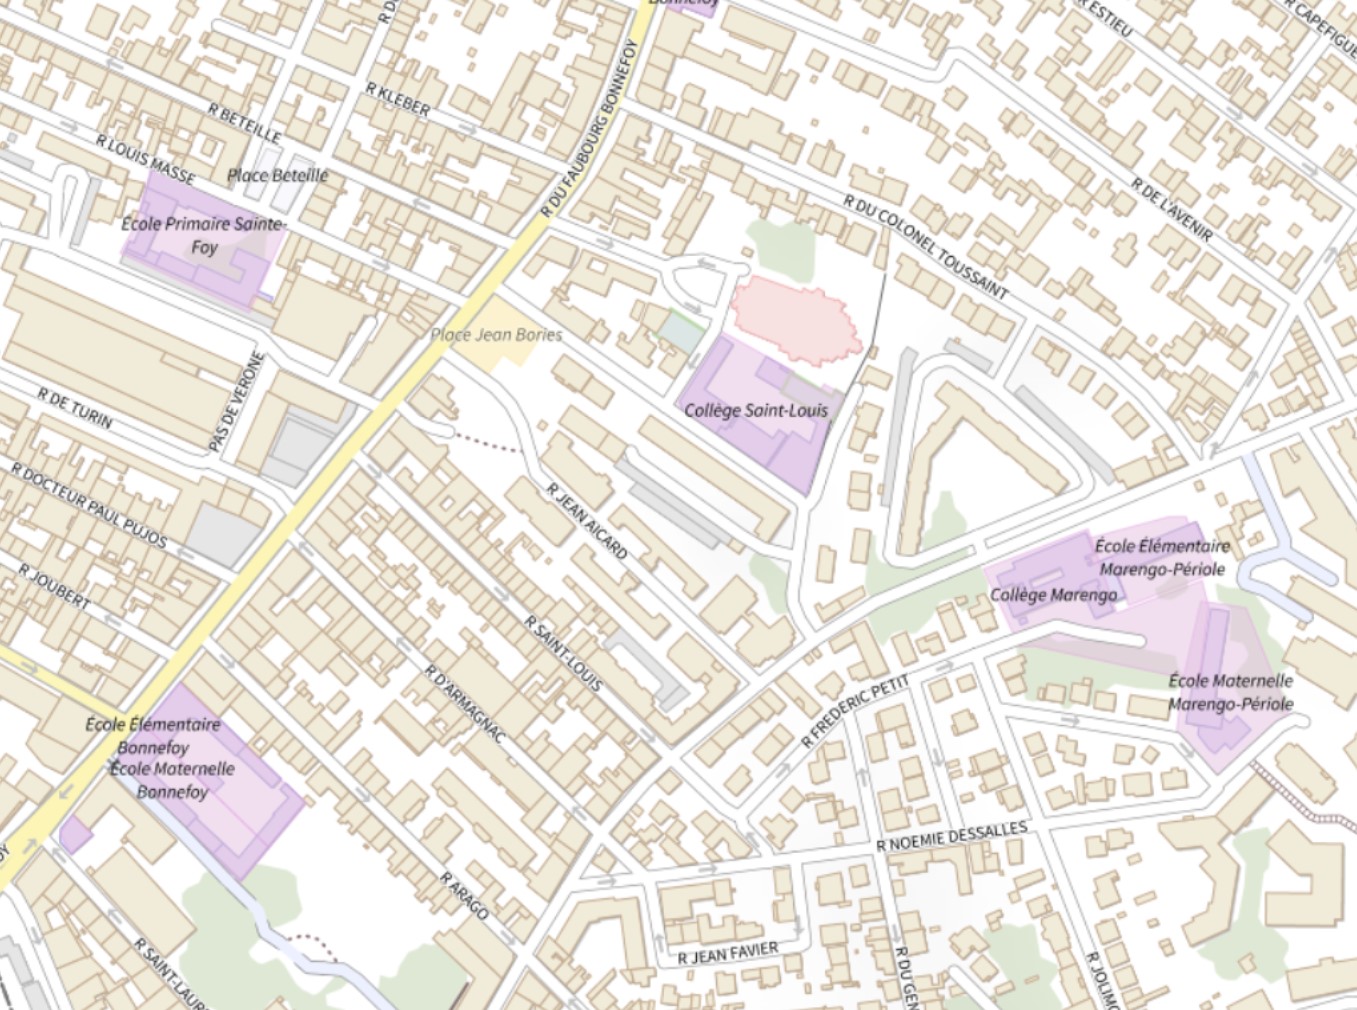 Bonnefoy
R ESTIEU
R CAPEFIGUE
R KLEBER
R DU FAUBOURG BONNEFOY
R BETEILLE
R LOUIS MASSE
Place Beteille
École Primaire Sainte-
Foy
R DU COLONEL TOUSSAINT
R DE L'AVENIR
Place Jean Bories
PAS DE VERONE
R DE TURIN
Collège Saint-Louis
R DOCTEUR PAUL PUJOS
R JEAN AICARD
R JOUBERT
École Élémentaire
Marengo-Périole
Collège Marengo
R SAINT-LOUIS
R D'ARMAGNAC
École Maternelle
Marengo-Périole
R FREDERIC PETIT
École Élémentaire
Bonnefoy
École Maternelle
Bonnefoy
R NOEMIE DESSALLES
R ARAGO
R JEAN FAVIER
R SAINT-LAUR
R DU GEN
R JOLIMO